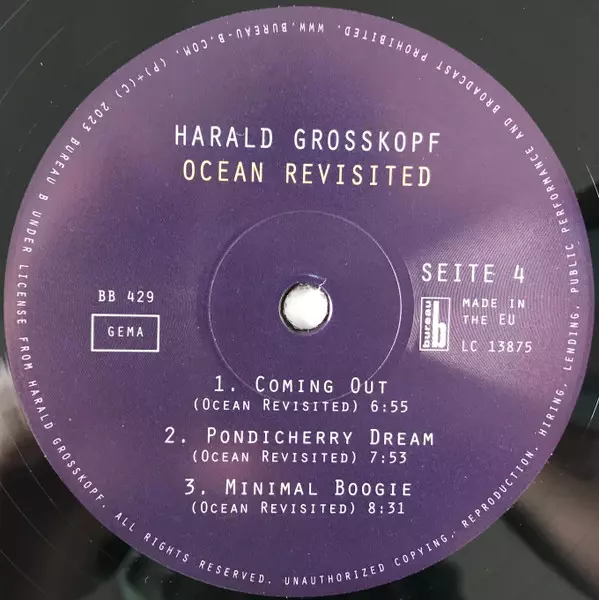 HARALD GROSSKOPF
OCEAN REVISITED
SEITE 4
BB 429
GEMA
bureau b
MADE IN
THE EU
LC 13875
1. COMING OUT
(OCEAN REVISITED) 6:55
2. PONDICHERRY DREAM
(OCEAN REVISITED) 7:53
3. MINIMAL BOOGIE
(OCEAN REVISITED) 8:31
(P)+(C) 2023 BUREAU B UNDER LICENSE FROM HARALD GROSSKOPF. ALL RIGHTS RESERVED. UNAUTHORIZED COPYING, REPRODUCTION, HIRING, LENDING, PUBLIC PERFORMANCE AND BROADCAST PROHIBITED. WWW.BUREAU-B.COM.